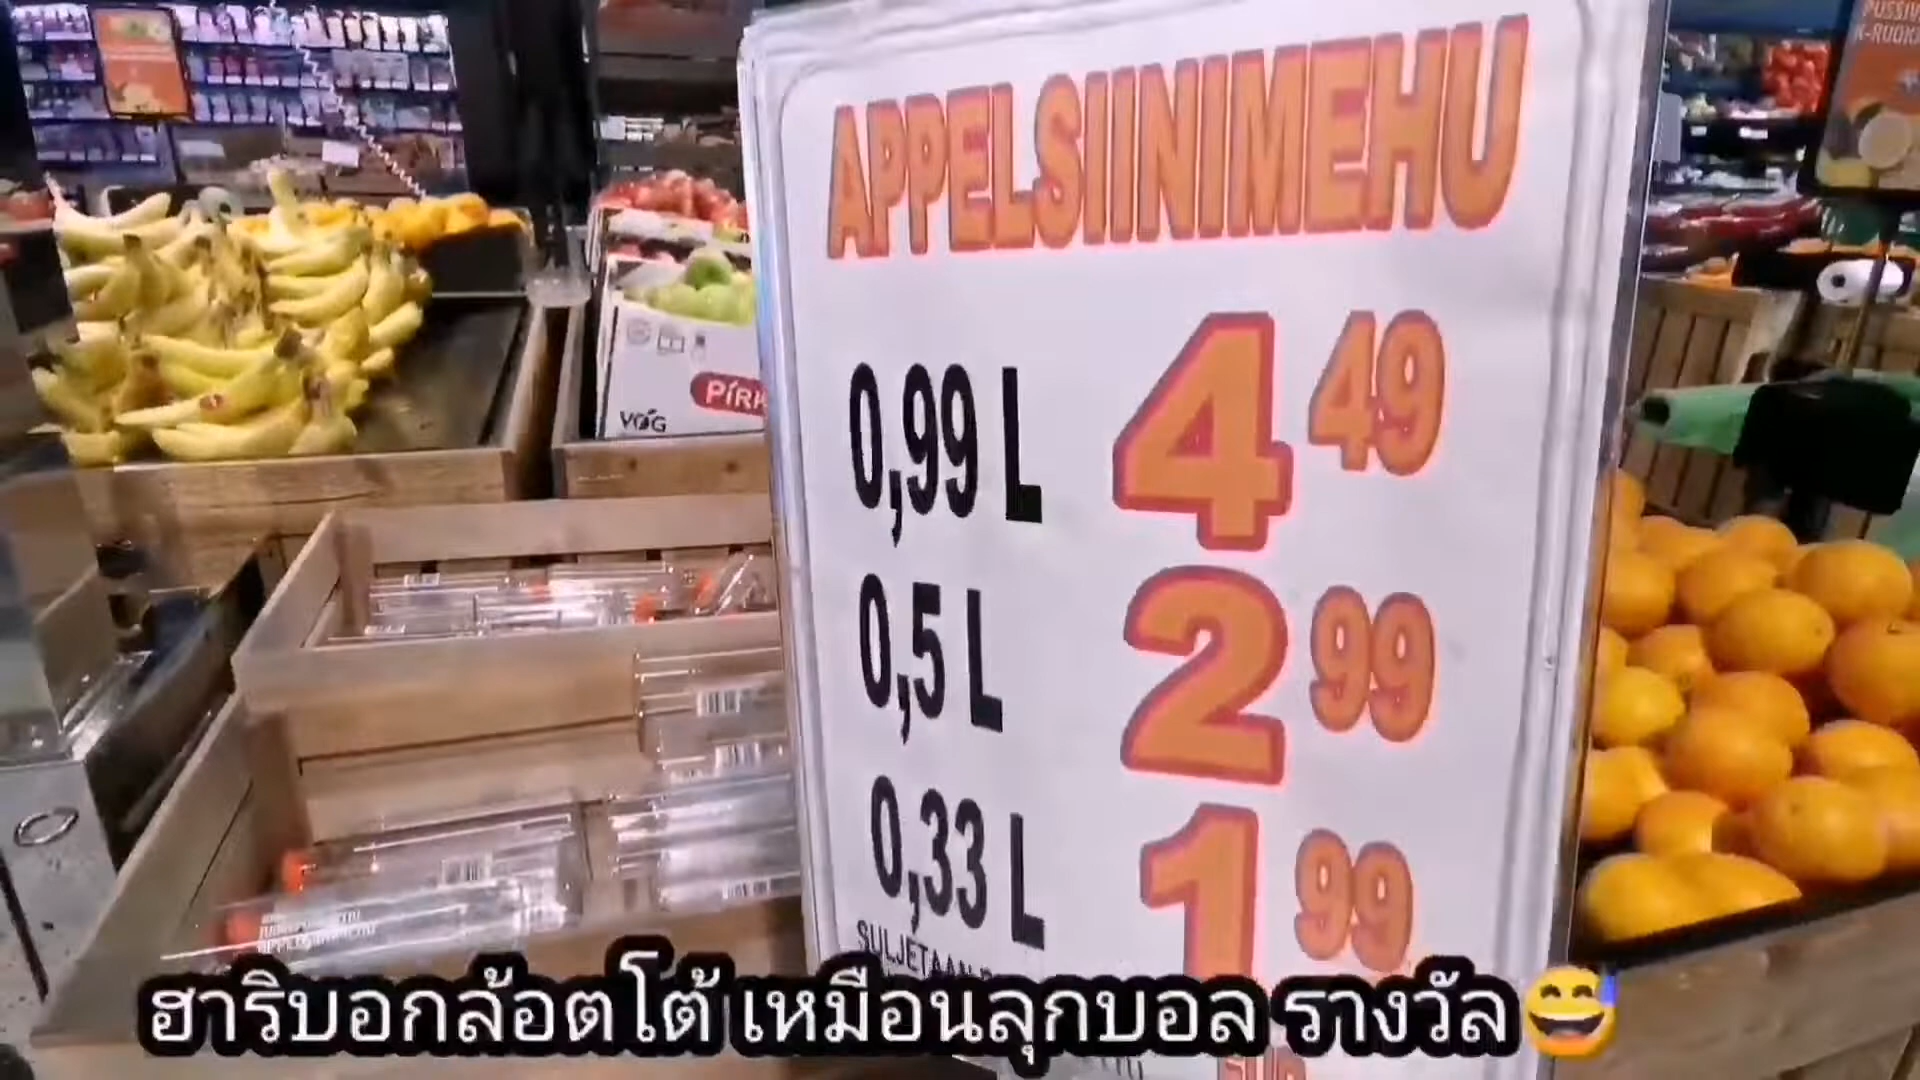 APPELSIINIMEHU
0,99 L 4 49
0,5 L 2 99
0,33 L 1 99
VOG
ฮาริบอกล้อตโต้ เหมือนลูกบอล รางวัล😅